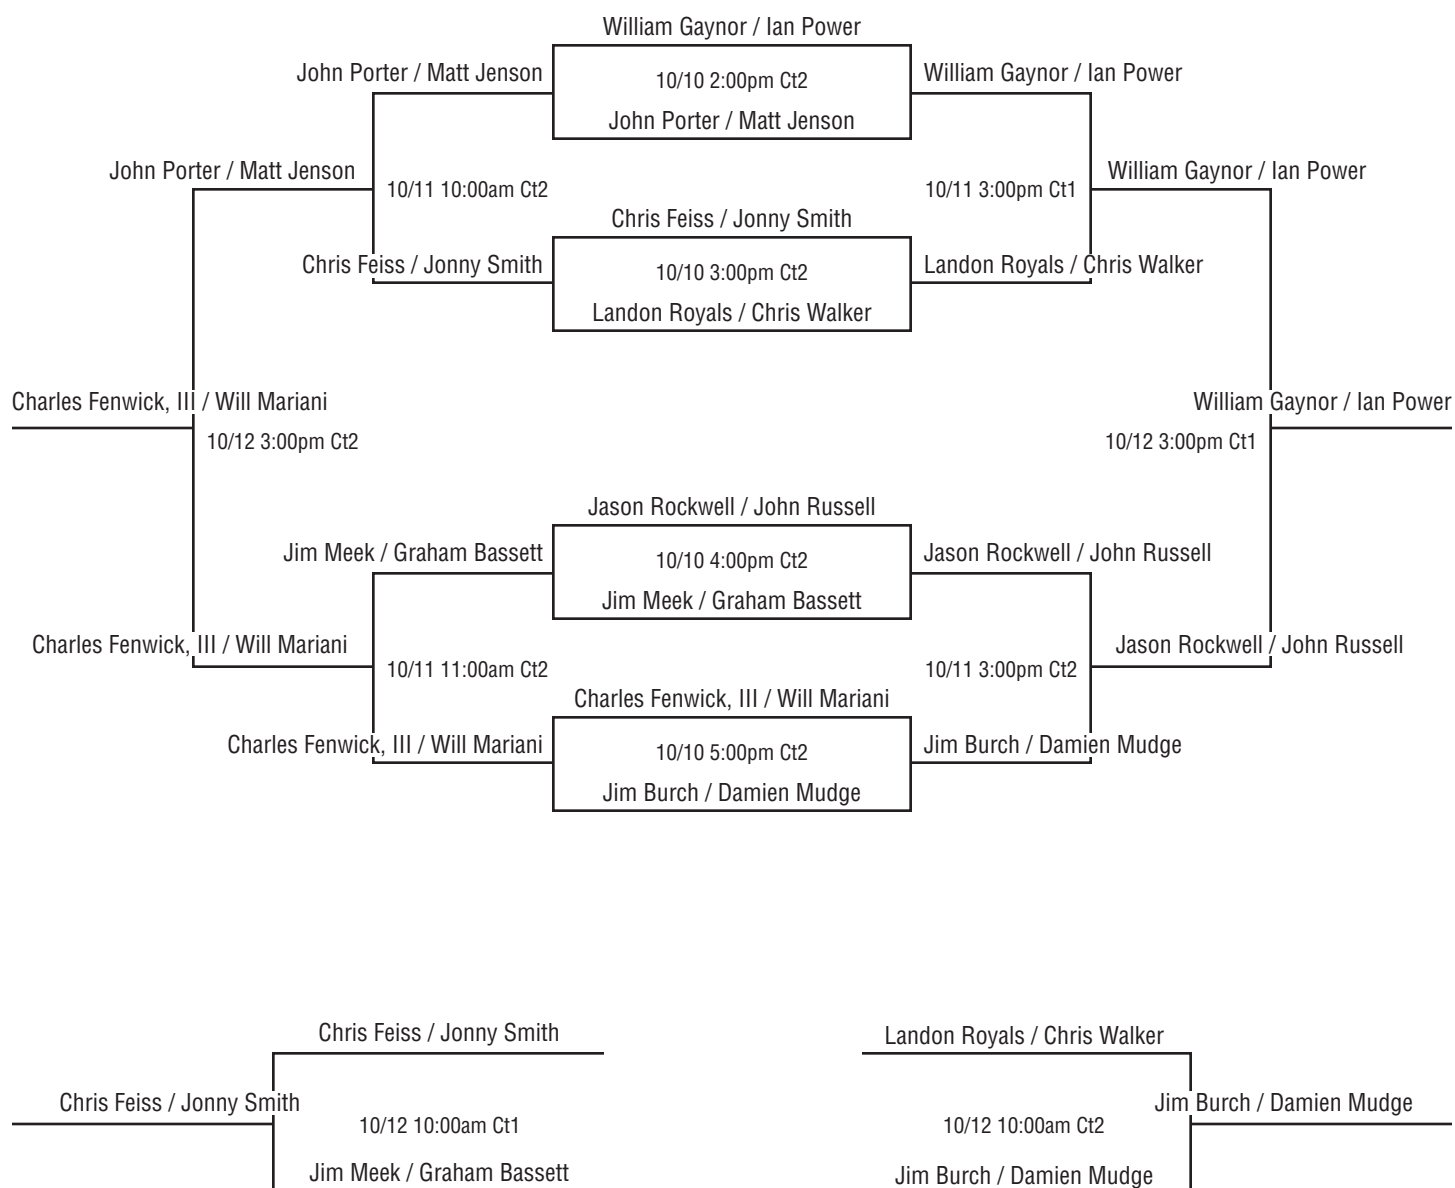 William Gaynor / Ian Power
John Porter / Matt Jenson
10/10 2:00pm Ct2
William Gaynor / Ian Power
John Porter / Matt Jenson
John Porter / Matt Jenson
William Gaynor / Ian Power
10/11 10:00am Ct2
10/11 3:00pm Ct1
Chris Feiss / Jonny Smith
Chris Feiss / Jonny Smith
10/10 3:00pm Ct2
Landon Royals / Chris Walker
Landon Royals / Chris Walker
Charles Fenwick, III / Will Mariani
William Gaynor / Ian Power
10/12 3:00pm Ct2
10/12 3:00pm Ct1
Jason Rockwell / John Russell
Jim Meek / Graham Bassett
10/10 4:00pm Ct2
Jason Rockwell / John Russell
Jim Meek / Graham Bassett
Charles Fenwick, III / Will Mariani
Jason Rockwell / John Russell
10/11 11:00am Ct2
10/11 3:00pm Ct2
Charles Fenwick, III / Will Mariani
Charles Fenwick, III / Will Mariani
10/10 5:00pm Ct2
Jim Burch / Damien Mudge
Jim Burch / Damien Mudge
Chris Feiss / Jonny Smith
Landon Royals / Chris Walker
Chris Feiss / Jonny Smith
Jim Burch / Damien Mudge
10/12 10:00am Ct1
10/12 10:00am Ct2
Jim Meek / Graham Bassett
Jim Burch / Damien Mudge